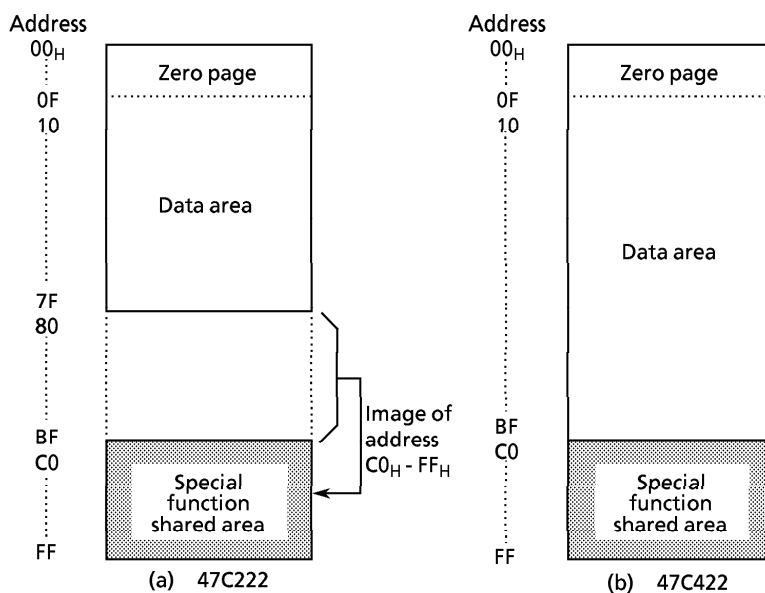 Address
00H
Zero page
0F
10
Data area
7F
80
BF
C0
Image of
address
C0H - FFH
Special
function
shared area
FF
(a) 47C222
Address
00H
Zero page
0F
10
Data area
BF
C0
Special
function
shared area
FF
(b) 47C422